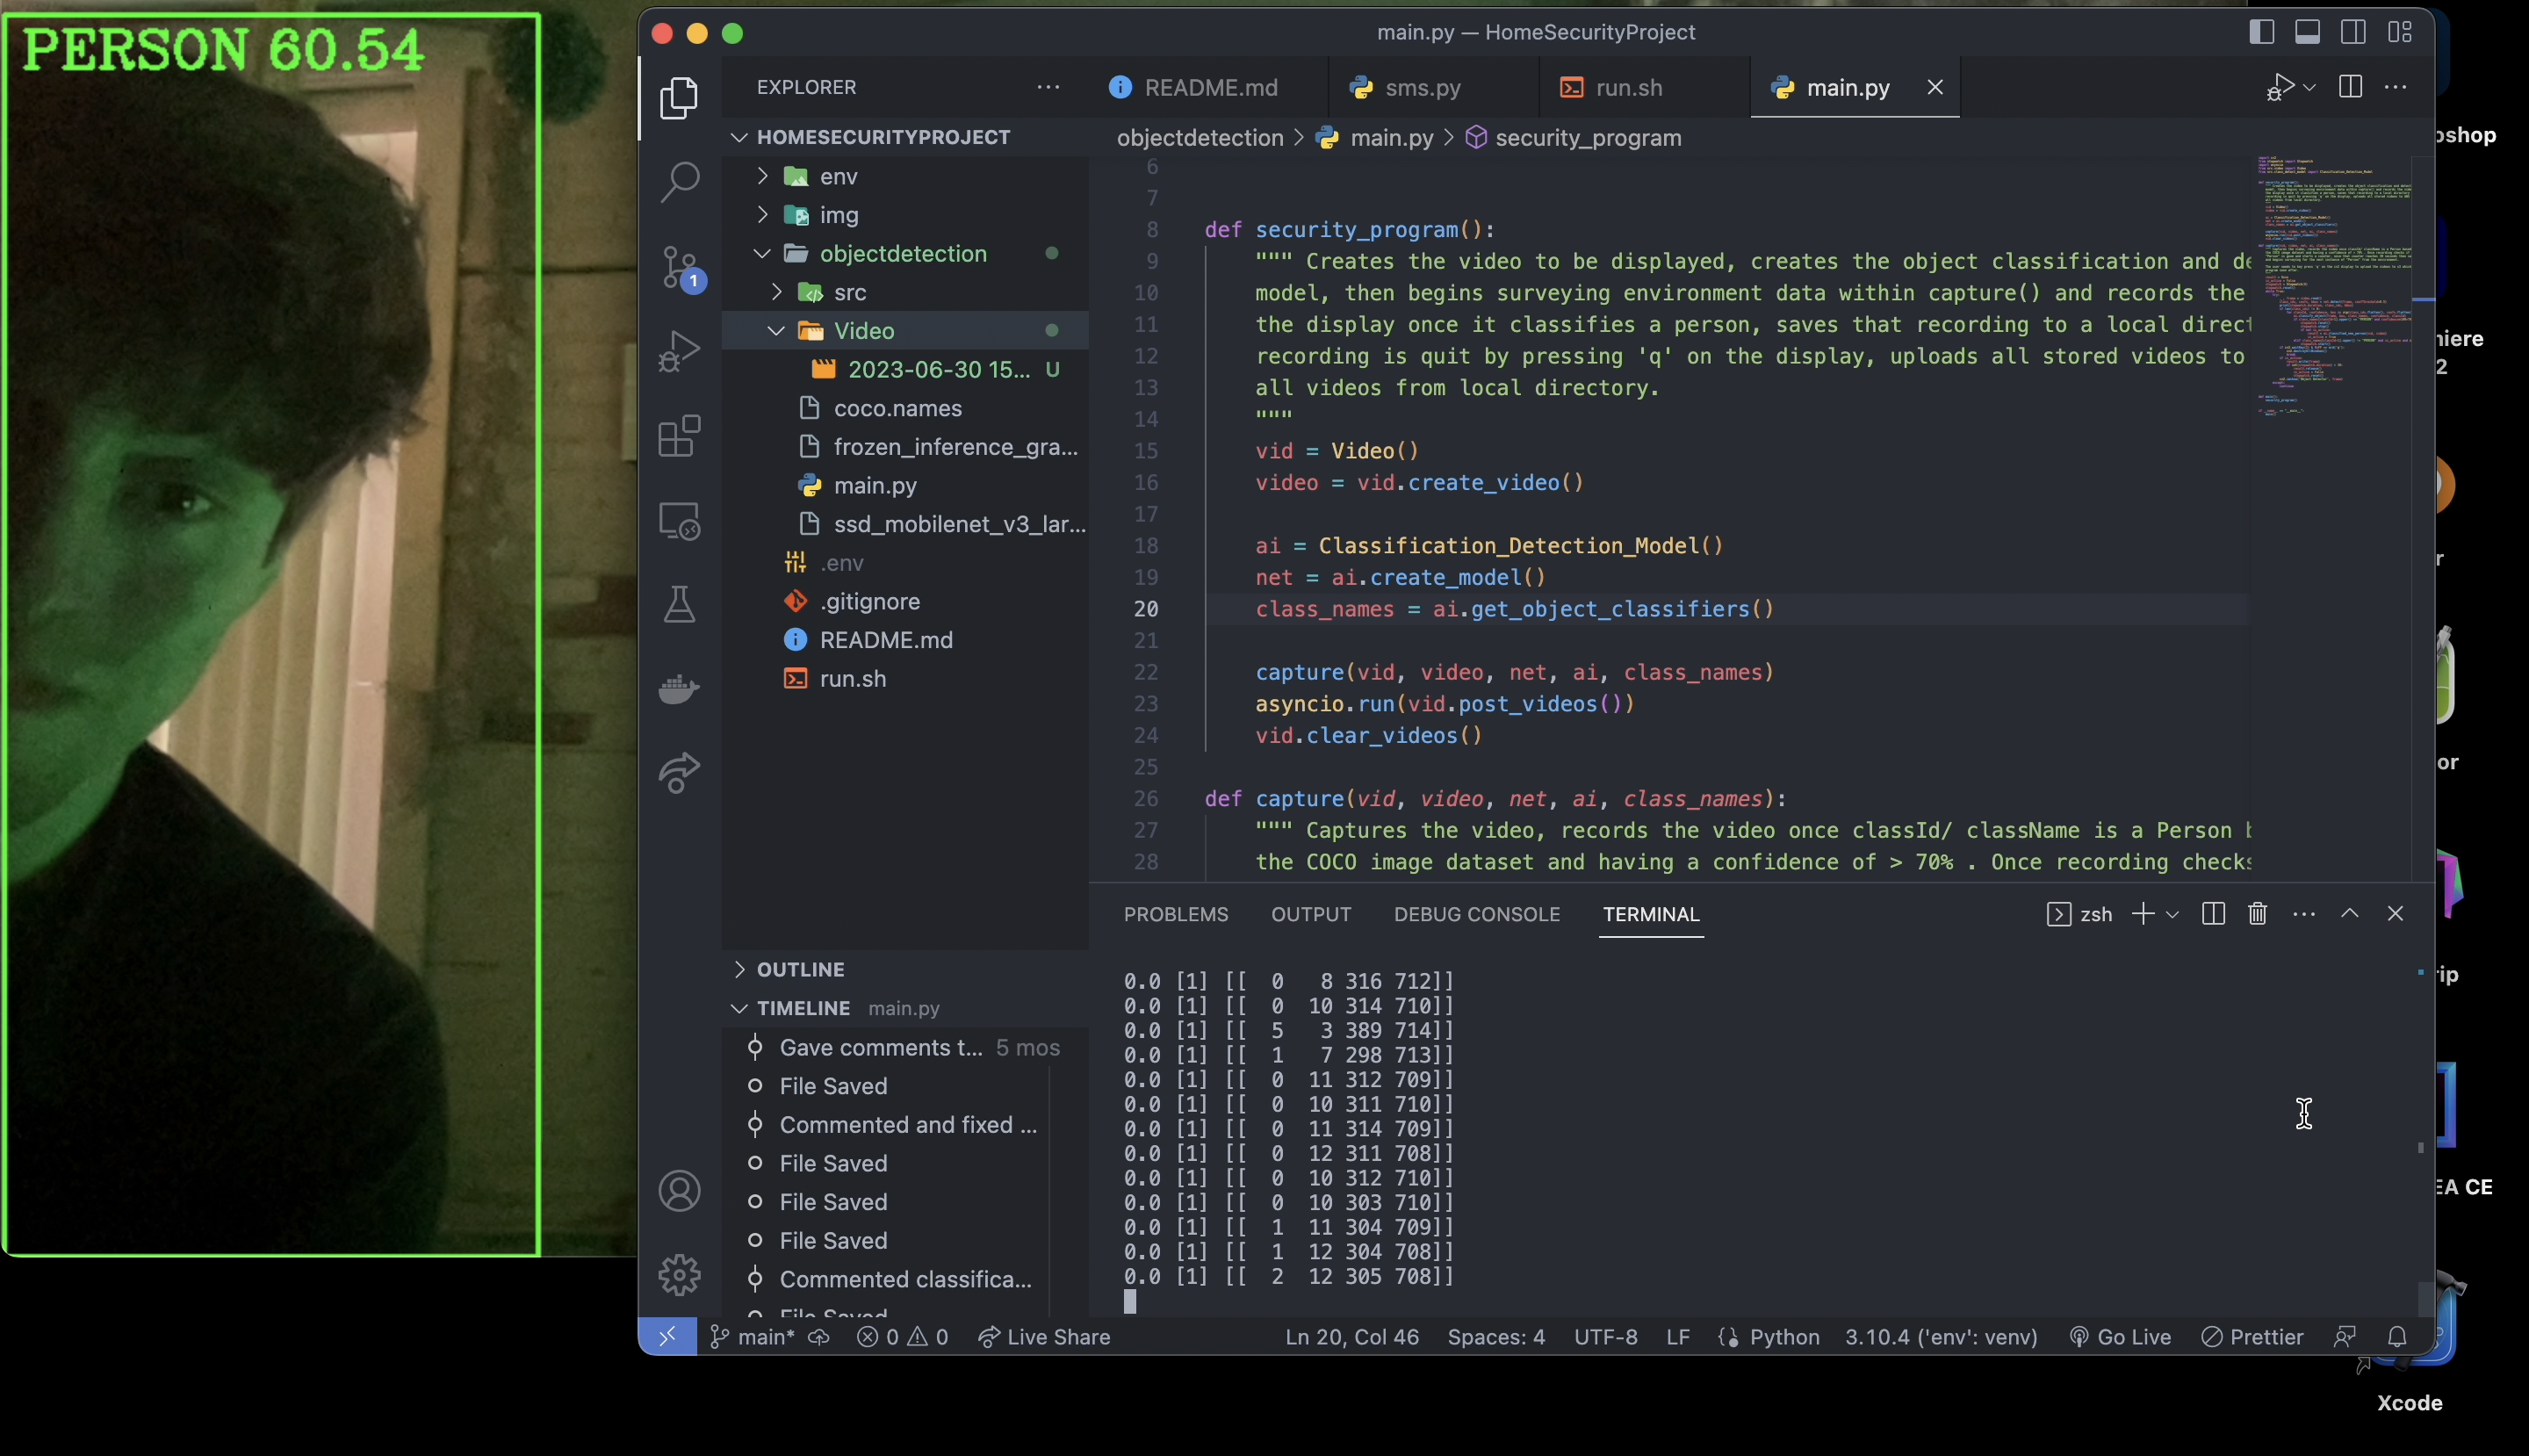 PERSON 60.54
main.py — HomeSecurityProject
EXPLORER
README.md
sms.py
run.sh
main.py
HOMESECURITYPROJECT
objectdetection > main.py > security_program
env
img
objectdetection
src
Video
2023-06-30 15... U
coco.names
frozen_inference_gra...
main.py
ssd_mobilenet_v3_lar...
.env
.gitignore
README.md
run.sh
1
6
7
8 def security_program():
9 """ Creates the video to be displayed, creates the object classification and de
10 model, then begins surveying environment data within capture() and records the
11 the display once it classifies a person, saves that recording to a local direct
12 recording is quit by pressing 'q' on the display, uploads all stored videos to
13 all videos from local directory.
14 """
15 vid = Video()
16 video = vid.create_video()
17
18 ai = Classification_Detection_Model()
19 net = ai.create_model()
20 class_names = ai.get_object_classifiers()
21
22 capture(vid, video, net, ai, class_names)
23 asyncio.run(vid.post_videos())
24 vid.clear_videos()
25
26 def capture(vid, video, net, ai, class_names):
27 """ Captures the video, records the video once classId/ className is a Person b
28 the COCO image dataset and having a confidence of > 70% . Once recording checks
OUTLINE
TIMELINE main.py
Gave comments t... 5 mos
File Saved
Commented and fixed ...
File Saved
File Saved
File Saved
Commented classifica...
File Saved
PROBLEMS OUTPUT DEBUG CONSOLE TERMINAL
zsh
0.0 [1] [[ 0 8 316 712]]
0.0 [1] [[ 0 10 314 710]]
0.0 [1] [[ 5 3 389 714]]
0.0 [1] [[ 1 7 298 713]]
0.0 [1] [[ 0 11 312 709]]
0.0 [1] [[ 0 10 311 710]]
0.0 [1] [[ 0 11 314 709]]
0.0 [1] [[ 0 12 311 708]]
0.0 [1] [[ 0 10 312 710]]
0.0 [1] [[ 0 10 303 710]]
0.0 [1] [[ 1 11 304 709]]
0.0 [1] [[ 1 12 304 708]]
0.0 [1] [[ 2 12 305 708]]
main* 0 0 Live Share Ln 20, Col 46 Spaces: 4 UTF-8 LF Python 3.10.4 ('env': venv) Go Live Prettier
oshop
iere
2
r
or
rip
EA CE
Xcode